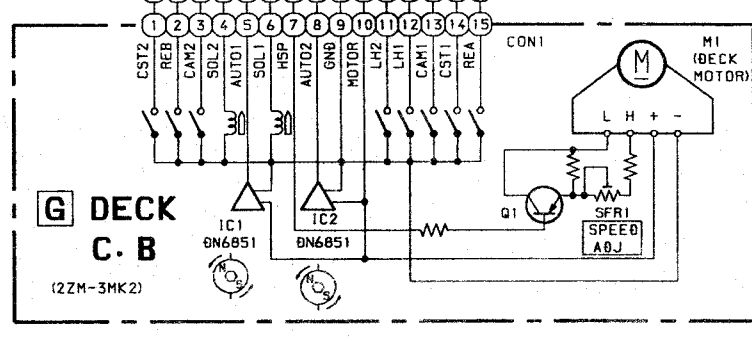 1 2 3 4 5 6 7 8 9 10 11 12 13 14 15
CST2 REB CAM2 SOL2 AUTO1 SOL1 HSP AUTO2 GND MOTOR LH2 LH1 CAM1 CST1 REA
CON1
M
M1
(DECK
MOTOR)
L H + -
G DECK
C.B
(2ZM-3MK2)
IC1
DN6851
IC2
DN6851
N S
N S
Q1
SFR1
SPEED
ADJ